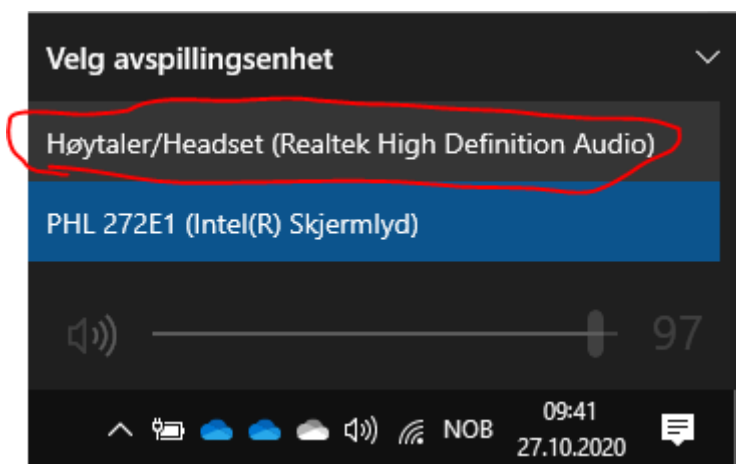 Velg avspillingsenhet
Høytaler/Headset (Realtek High Definition Audio)
PHL 272E1 (Intel(R) Skjermlyd)
97
NOB
09:41
27.10.2020